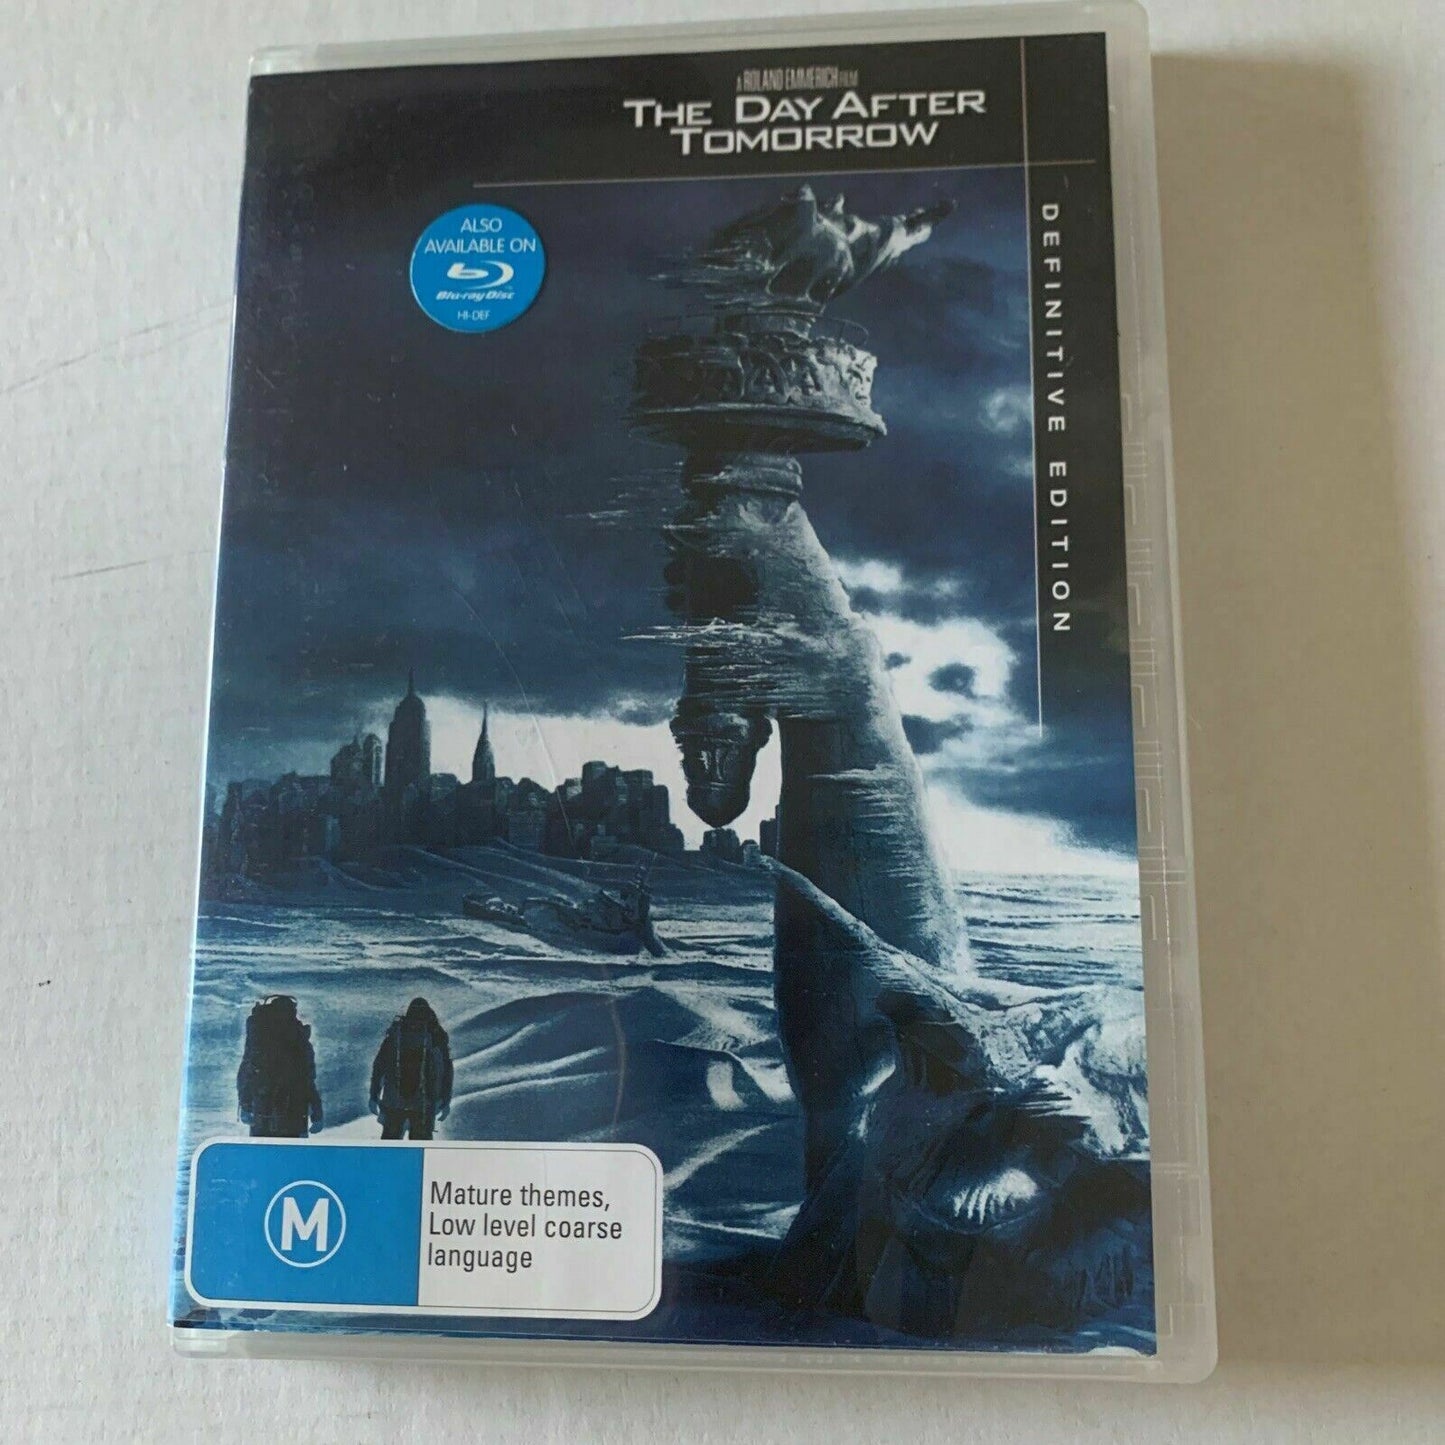 A ROLAND EMMERICH FILM
THE DAY AFTER
TOMORROW
ALSO
AVAILABLE ON
Blu-ray Disc
HI-DEF
DEFINITIVE EDITION
M
Mature themes,
Low level coarse
language